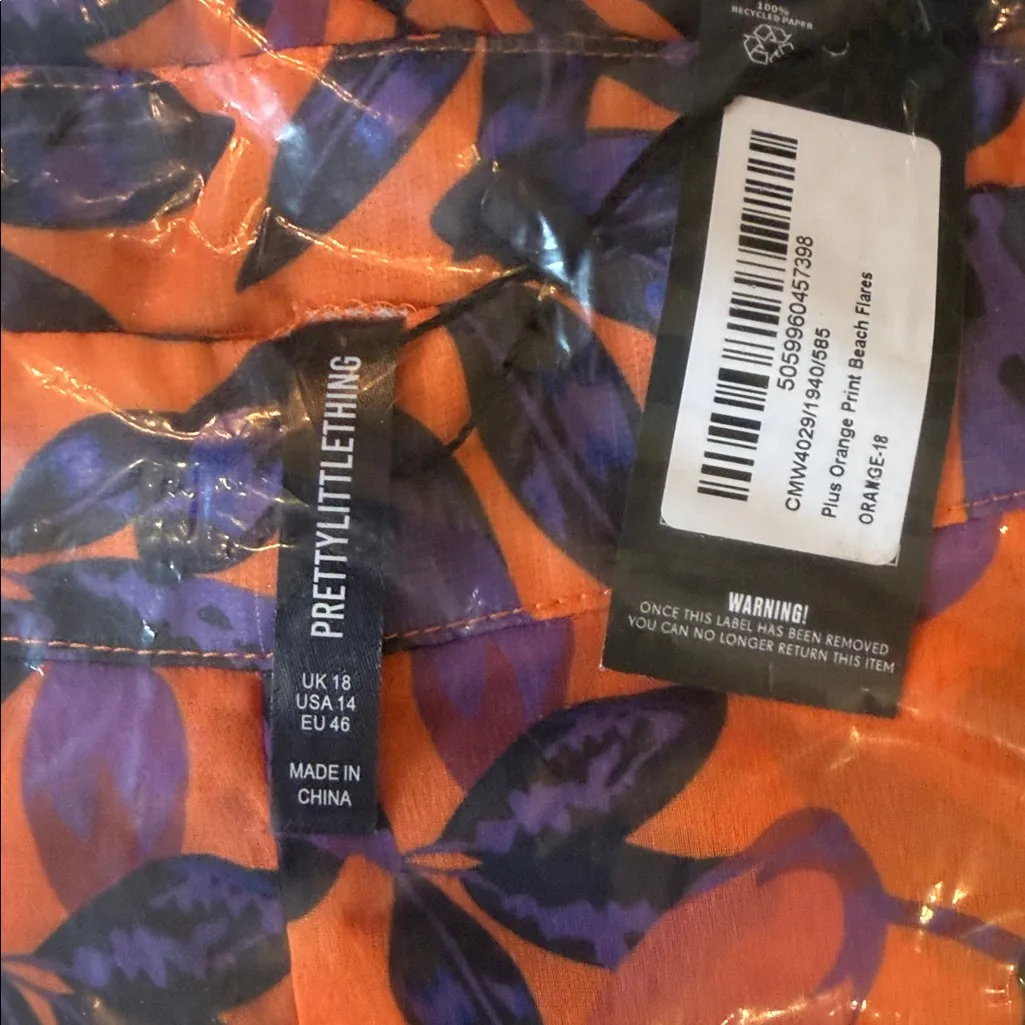 PRETTYLITTLETHING
UK 18
USA 14
EU 46
MADE IN
CHINA
100%
RECYCLED PAPER
5059960457398
CMW4029/1940/585
Plus Orange Print Beach Flares
ORANGE-18
WARNING!
ONCE THIS LABEL HAS BEEN REMOVED
YOU CAN NO LONGER RETURN THIS ITEM